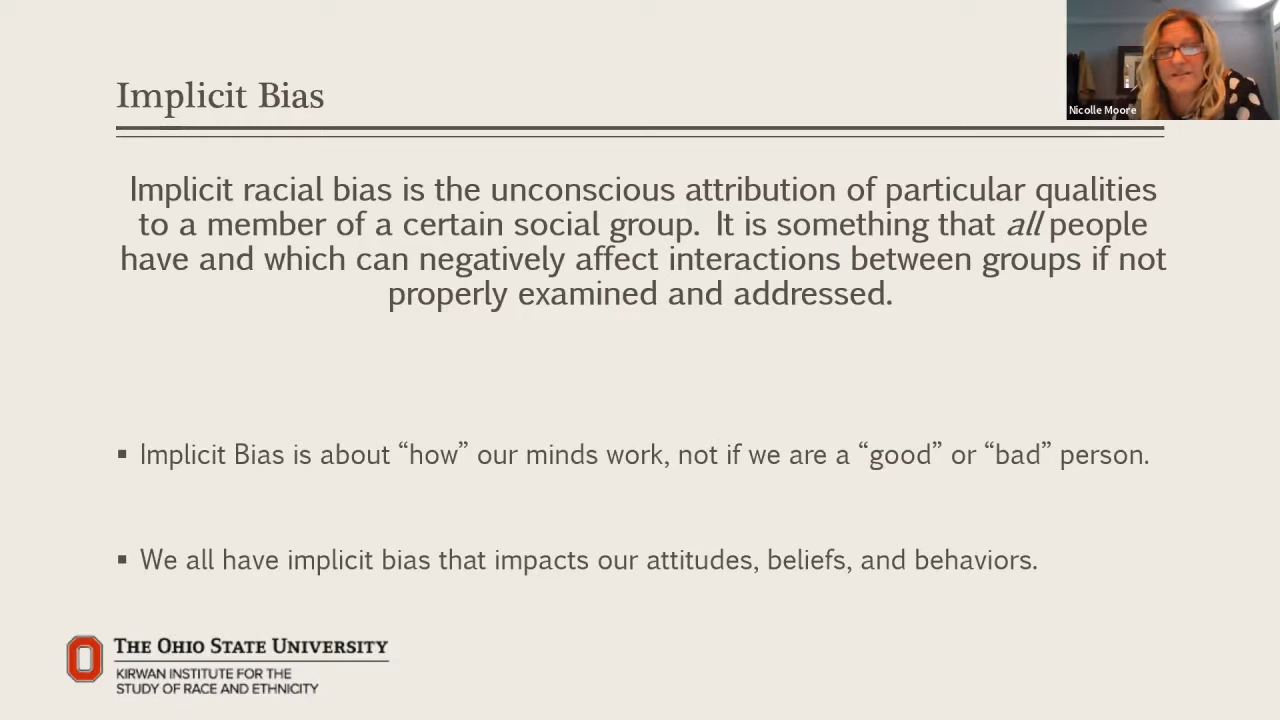 Implicit Bias
Nicolle Moore
Implicit racial bias is the unconscious attribution of particular qualities
to a member of a certain social group. It is something that all people
have and which can negatively affect interactions between groups if not
properly examined and addressed.
▪ Implicit Bias is about “how” our minds work, not if we are a “good” or “bad” person.
▪ We all have implicit bias that impacts our attitudes, beliefs, and behaviors.
THE OHIO STATE UNIVERSITY
KIRWAN INSTITUTE FOR THE
STUDY OF RACE AND ETHNICITY